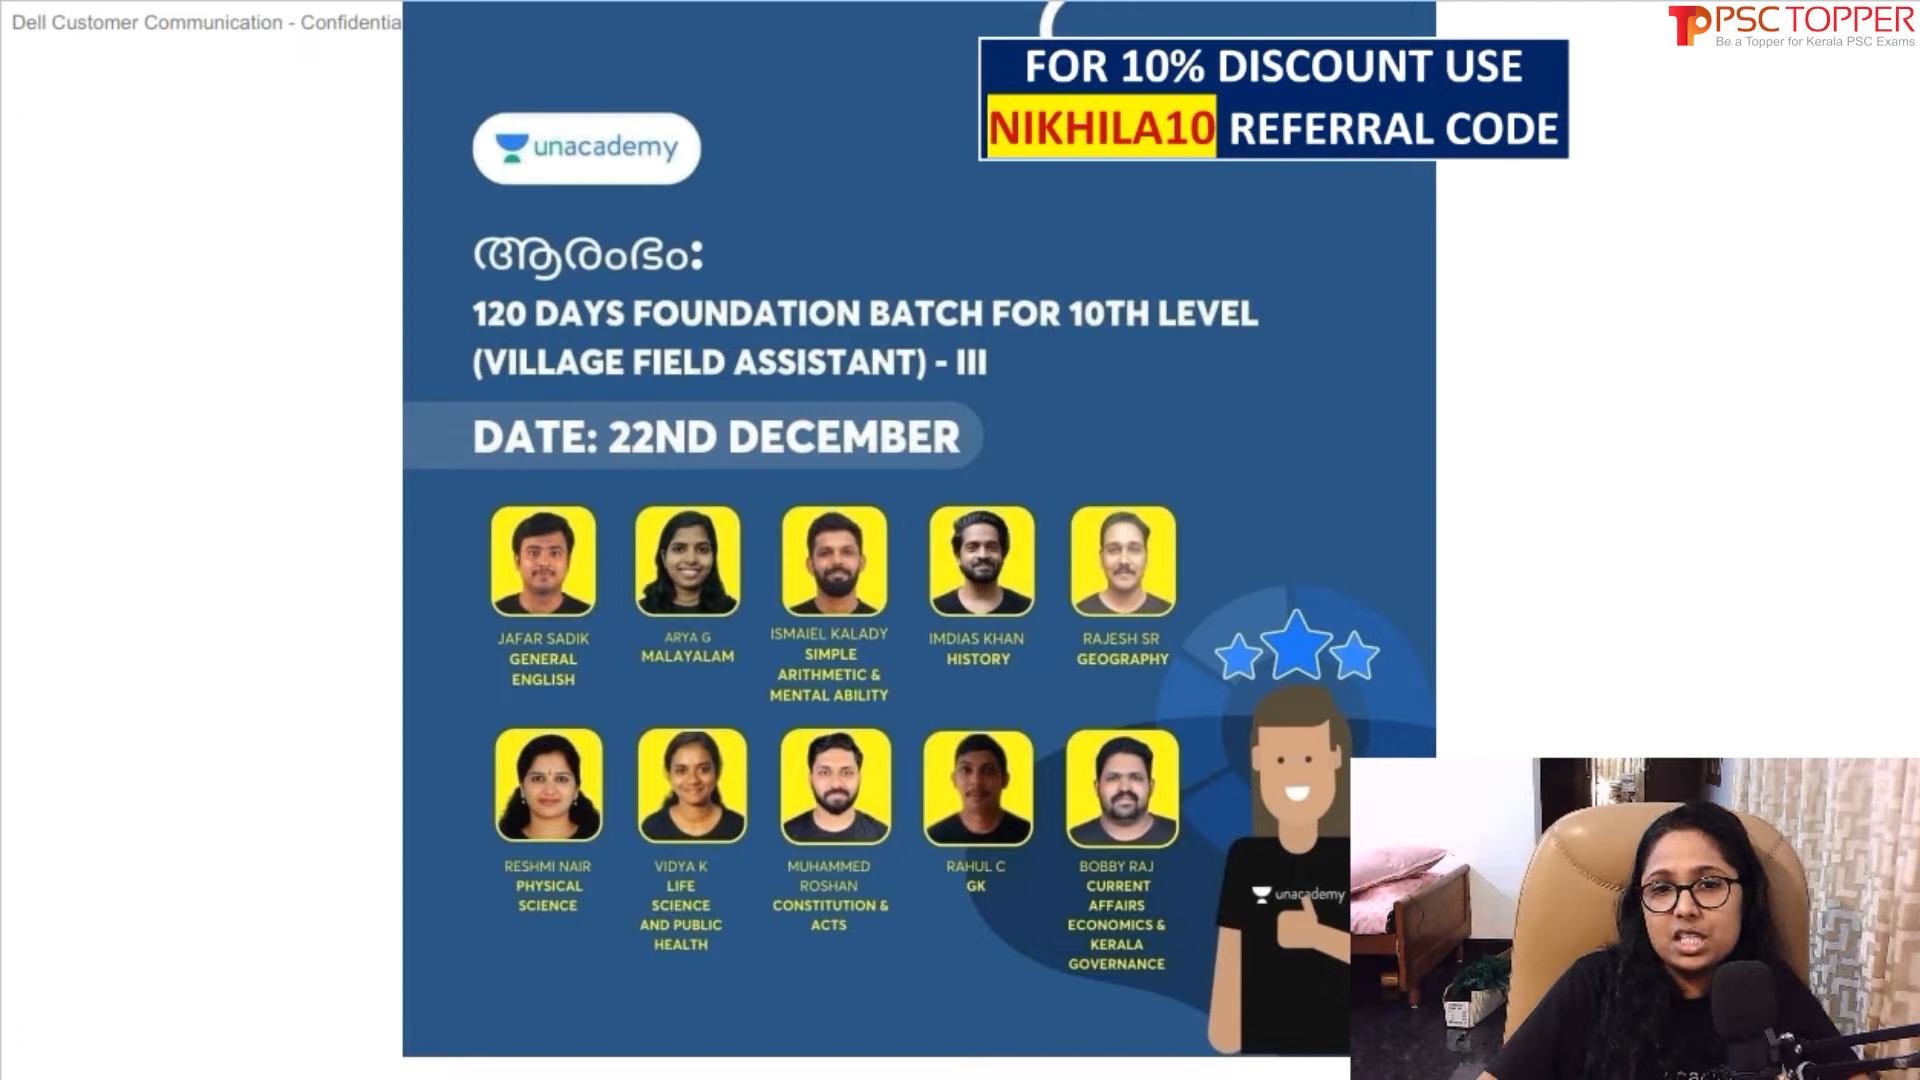 Dell Customer Communication - Confidentia
PSC TOPPER
Be a Topper for Kerala PSC Exams
FOR 10% DISCOUNT USE
NIKHILA10 REFERRAL CODE
unacademy
ആരംഭം:
120 DAYS FOUNDATION BATCH FOR 10TH LEVEL
(VILLAGE FIELD ASSISTANT) - III
DATE: 22ND DECEMBER
JAFAR SADIK
GENERAL
ENGLISH
ARYA G
MALAYALAM
ISMAIEL KALADY
SIMPLE
ARITHMETIC &
MENTAL ABILITY
IMDIAS KHAN
HISTORY
RAJESH SR
GEOGRAPHY
RESHMI NAIR
PHYSICAL
SCIENCE
VIDYA K
LIFE
SCIENCE
AND PUBLIC
HEALTH
MUHAMMED
ROSHAN
CONSTITUTION &
ACTS
RAHUL C
GK
BOBBY RAJ
CURRENT
AFFAIRS
ECONOMICS &
KERALA
GOVERNANCE
unacademy